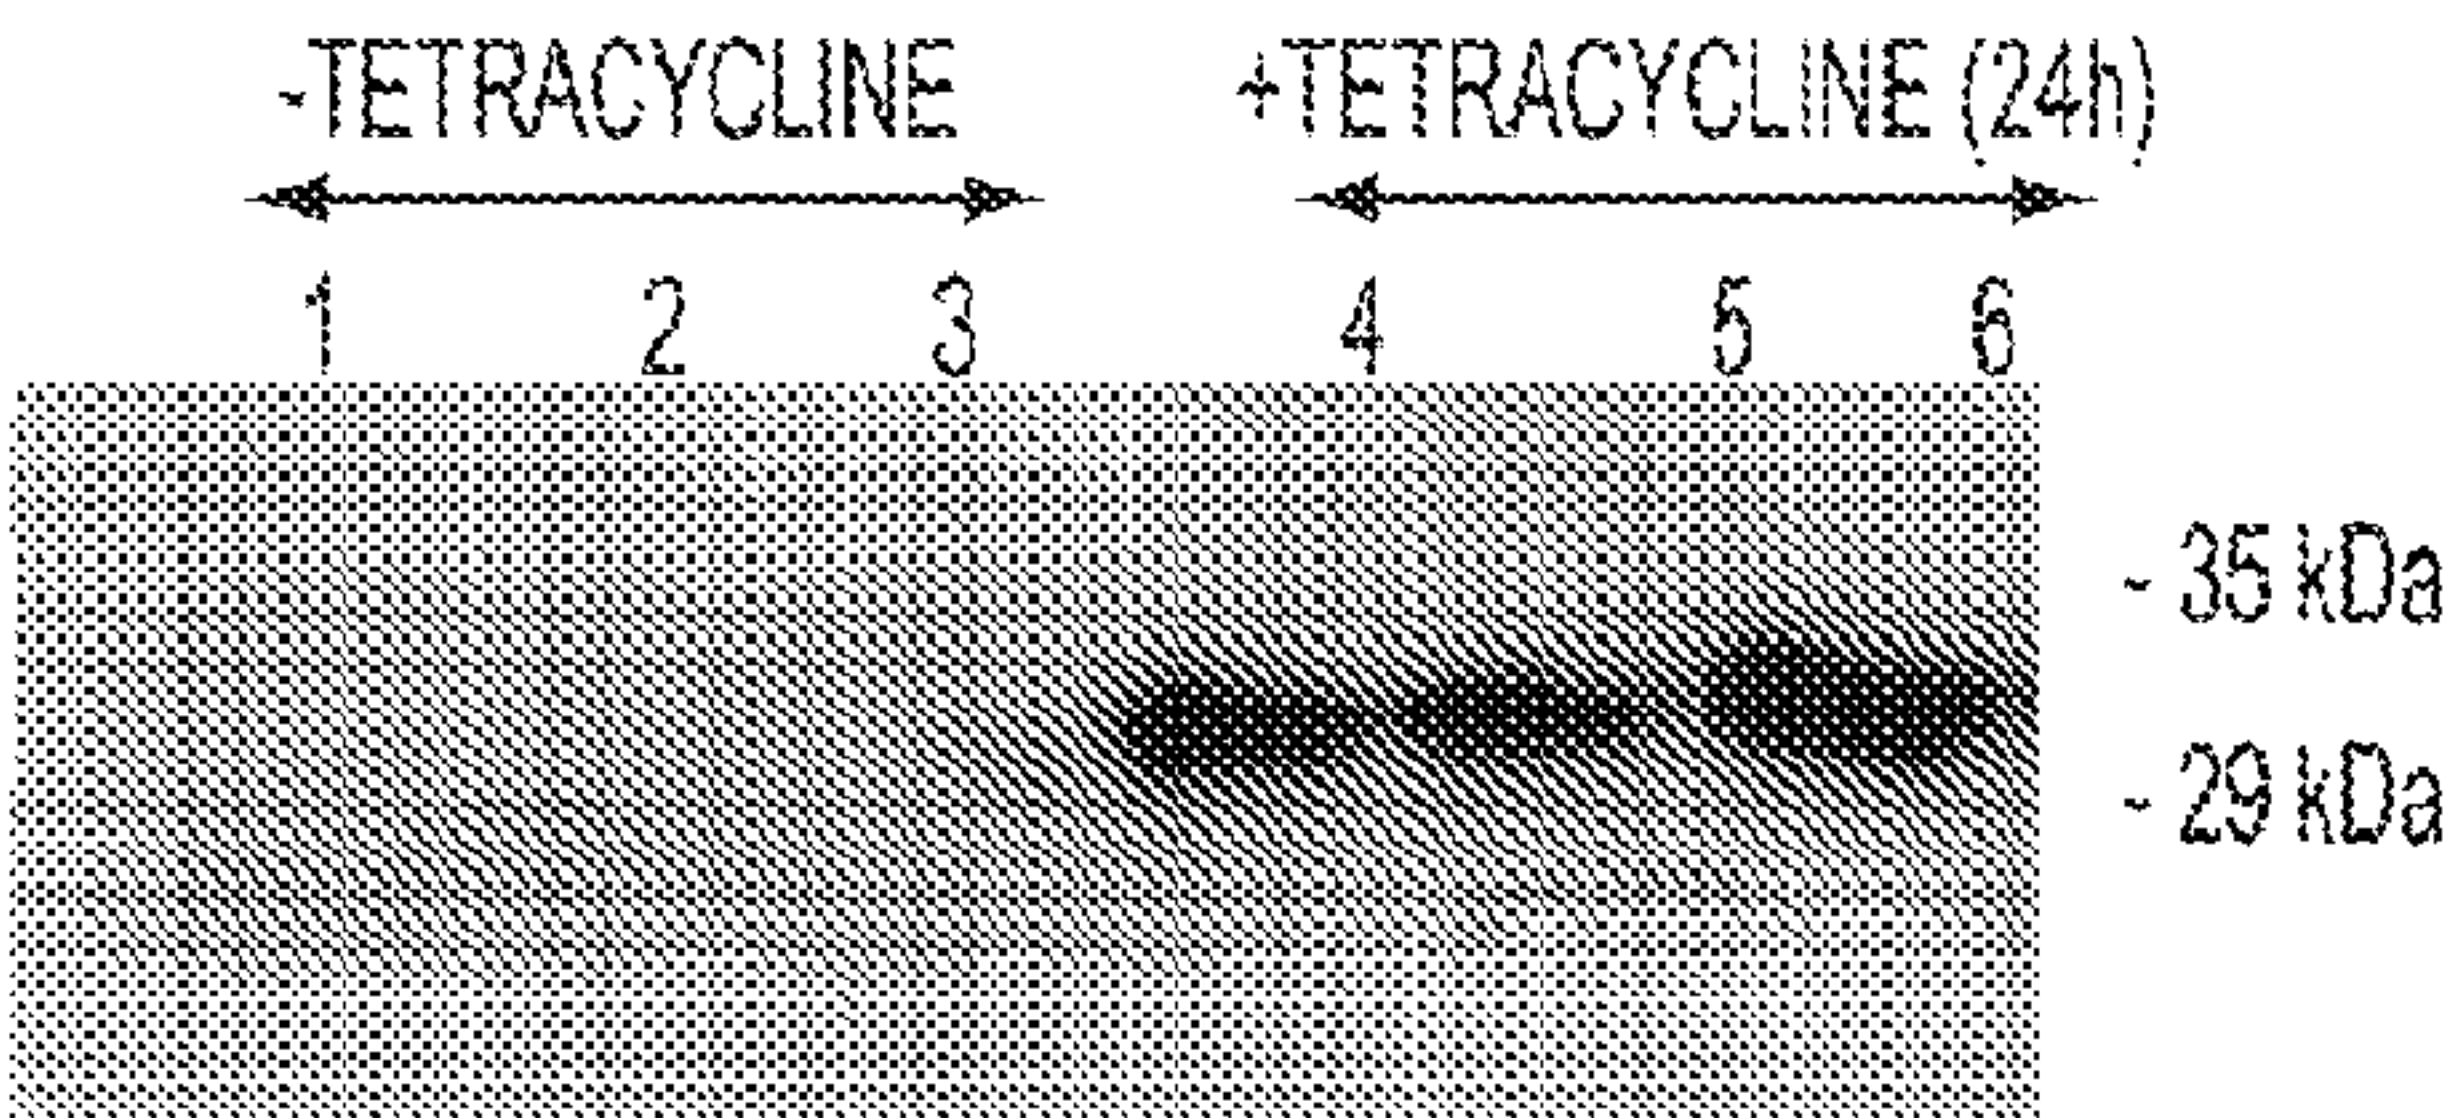 -TETRACYCLINE +TETRACYCLINE (24h)
1 2 3 4 5 6
- 35 kDa
- 29 kDa